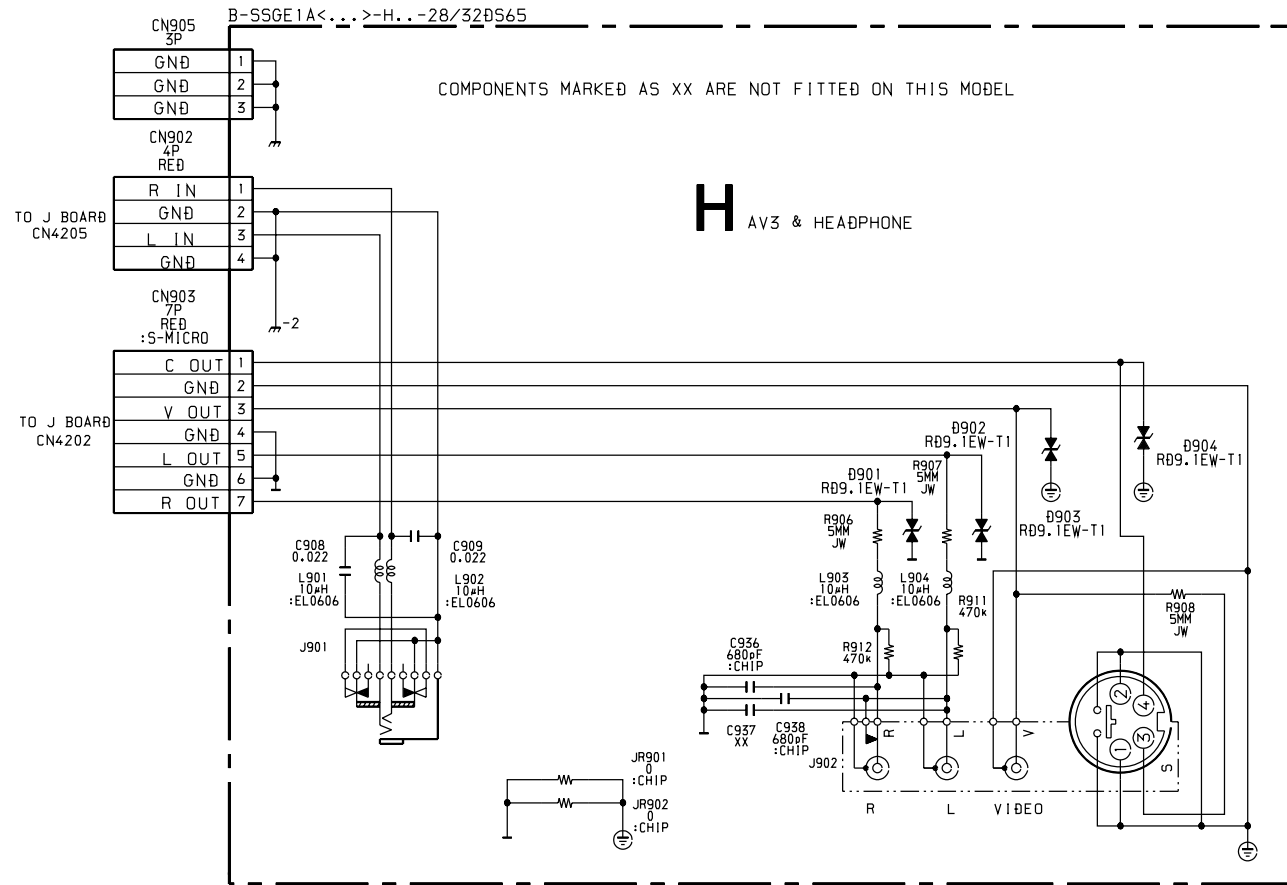 B-SSGE1A<...>-H..-28/32DS65
CN905
3P
GND 1
GND 2
GND 3
COMPONENTS MARKED AS XX ARE NOT FITTED ON THIS MODEL
CN902
4P
RED
R IN 1
GND 2
L IN 3
GND 4
TO J BOARD
CN4205
H AV3 & HEADPHONE
-2
CN903
7P
RED
:S-MICRO
C OUT 1
GND 2
V OUT 3
GND 4
L OUT 5
GND 6
R OUT 7
TO J BOARD
CN4202
D902
RD9.1EW-T1
D904
RD9.1EW-T1
D901
RD9.1EW-T1
R907
5MM
JW
D903
RD9.1EW-T1
R906
5MM
JW
C908
0.022
C909
0.022
L901
10µH
:EL0606
L902
10µH
:EL0606
L903
10µH
:EL0606
L904
10µH
:EL0606
R911
470k
R908
5MM
JW
J901
C936
680pF
:CHIP
R912
470k
C937
XX
C938
680pF
:CHIP
J902
R
L
V
2
4
1
3
S
R
L
VIDEO
JR901
0
:CHIP
JR902
0
:CHIP